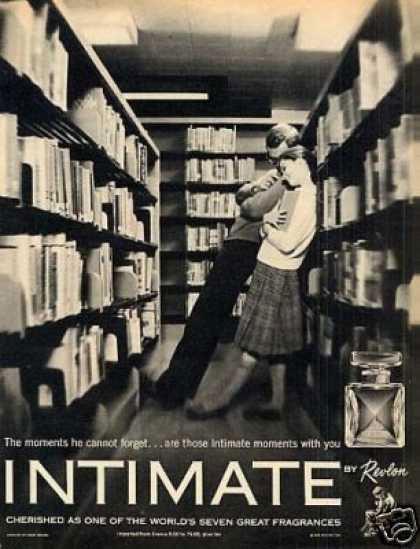 The moments he cannot forget. . . are those Intimate moments with you
INTIMATE BY Revlon
CHERISHED AS ONE OF THE WORLD'S SEVEN GREAT FRAGRANCES